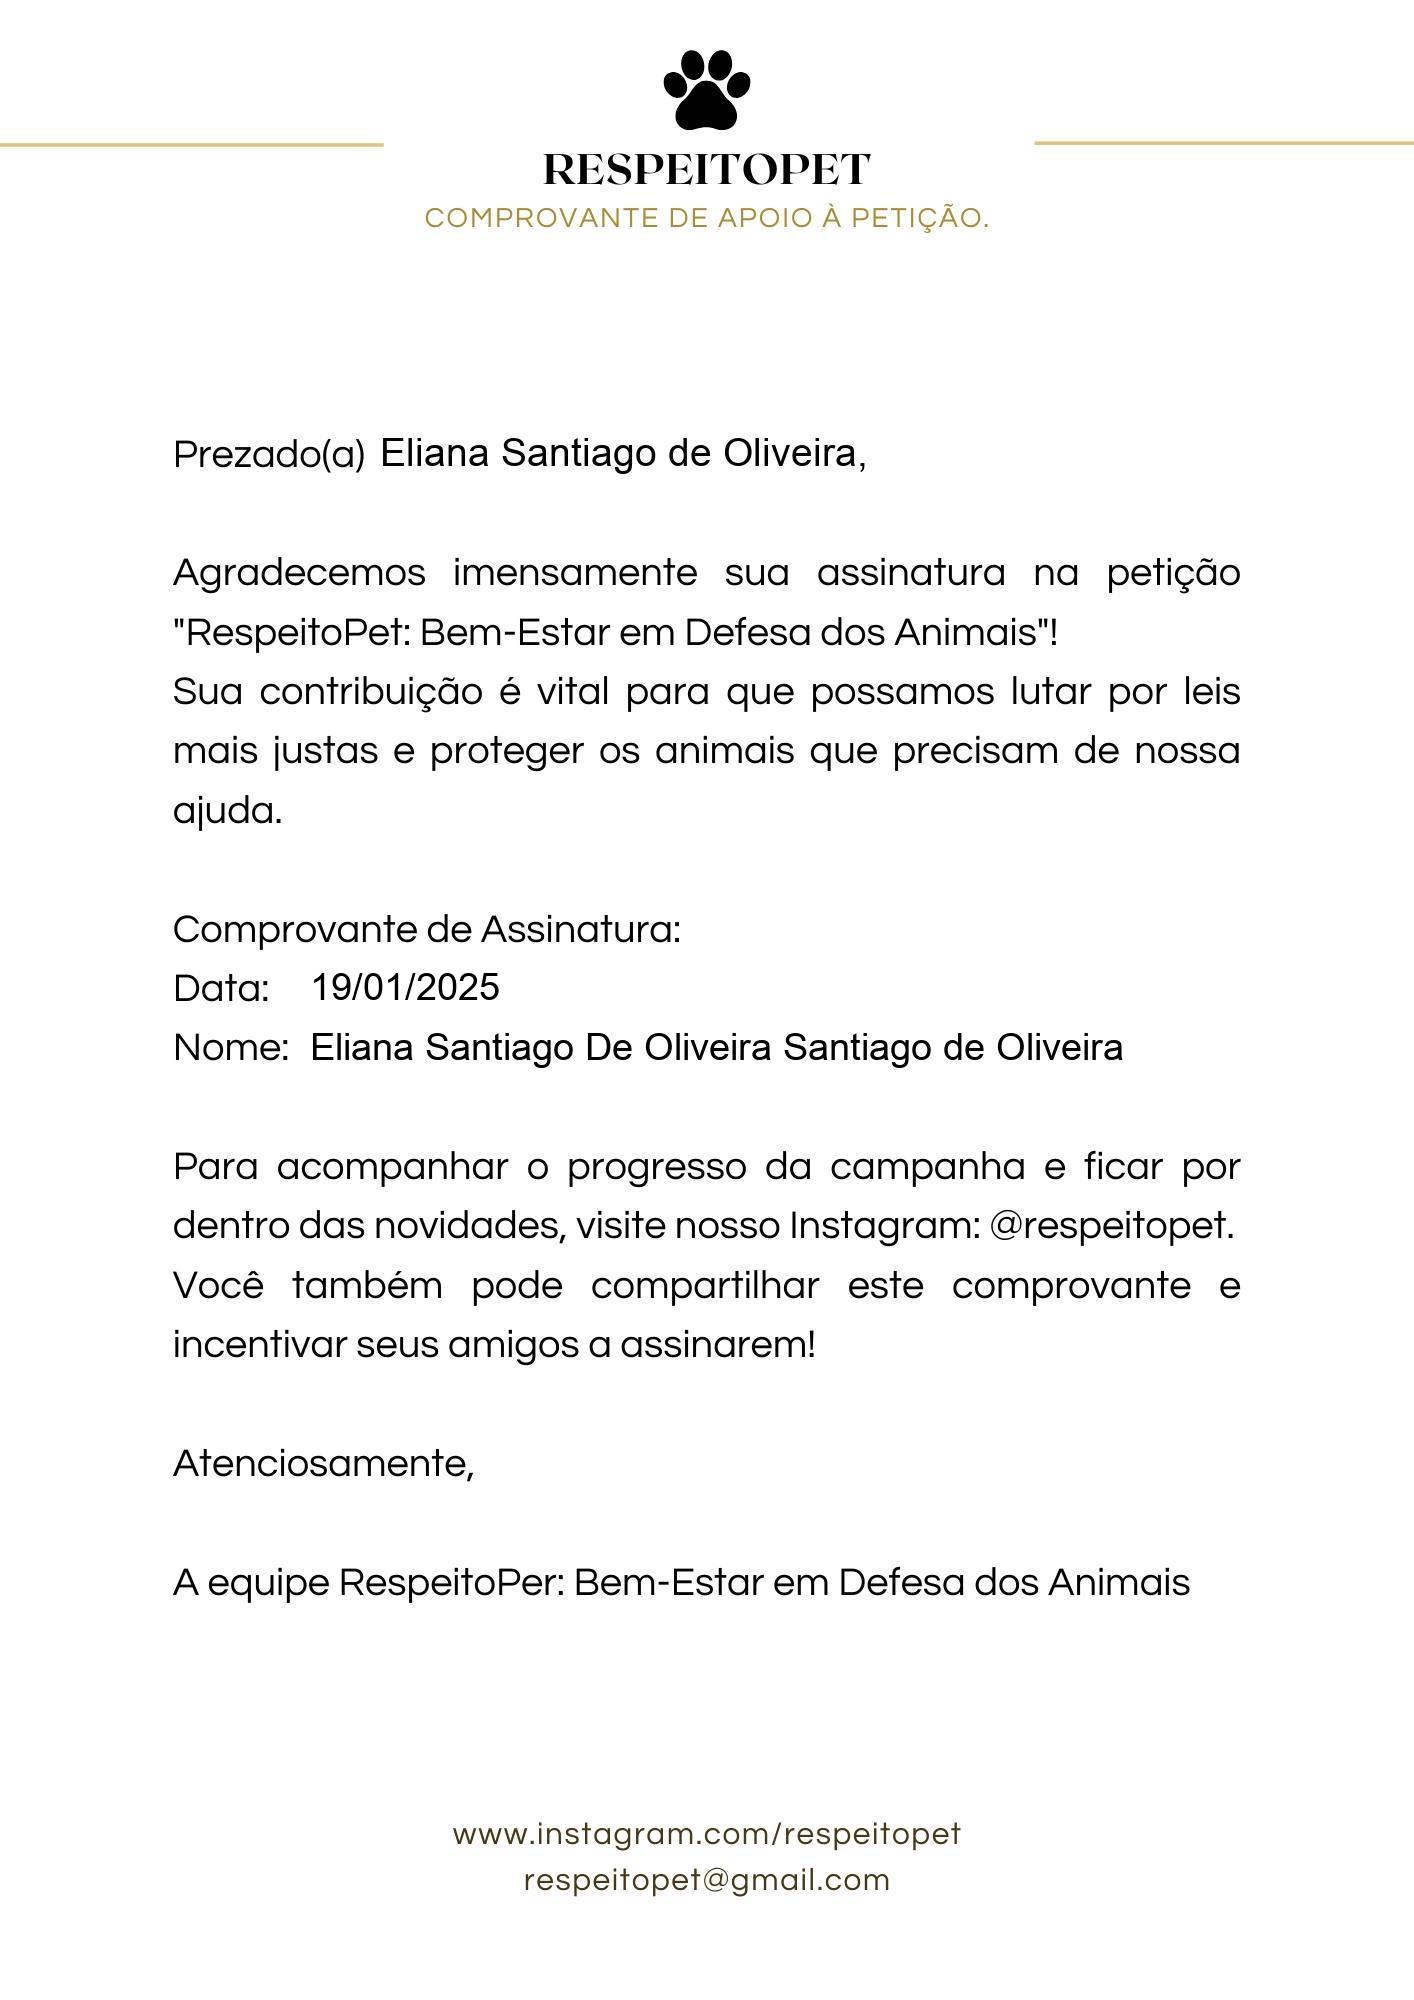 RESPEITOPET
COMPROVANTE DE APOIO À PETIÇÃO.
Prezado(a) Eliana Santiago de Oliveira,
Agradecemos imensamente sua assinatura na petição
"RespeitoPet: Bem-Estar em Defesa dos Animais"!
Sua contribuição é vital para que possamos lutar por leis
mais justas e proteger os animais que precisam de nossa
ajuda.
Comprovante de Assinatura:
Data: 19/01/2025
Nome: Eliana Santiago De Oliveira Santiago de Oliveira
Para acompanhar o progresso da campanha e ficar por
dentro das novidades, visite nosso Instagram: @respeitopet.
Você também pode compartilhar este comprovante e
incentivar seus amigos a assinarem!
Atenciosamente,
A equipe RespeitoPer: Bem-Estar em Defesa dos Animais
www.instagram.com/respeitopet
respeitopet@gmail.com